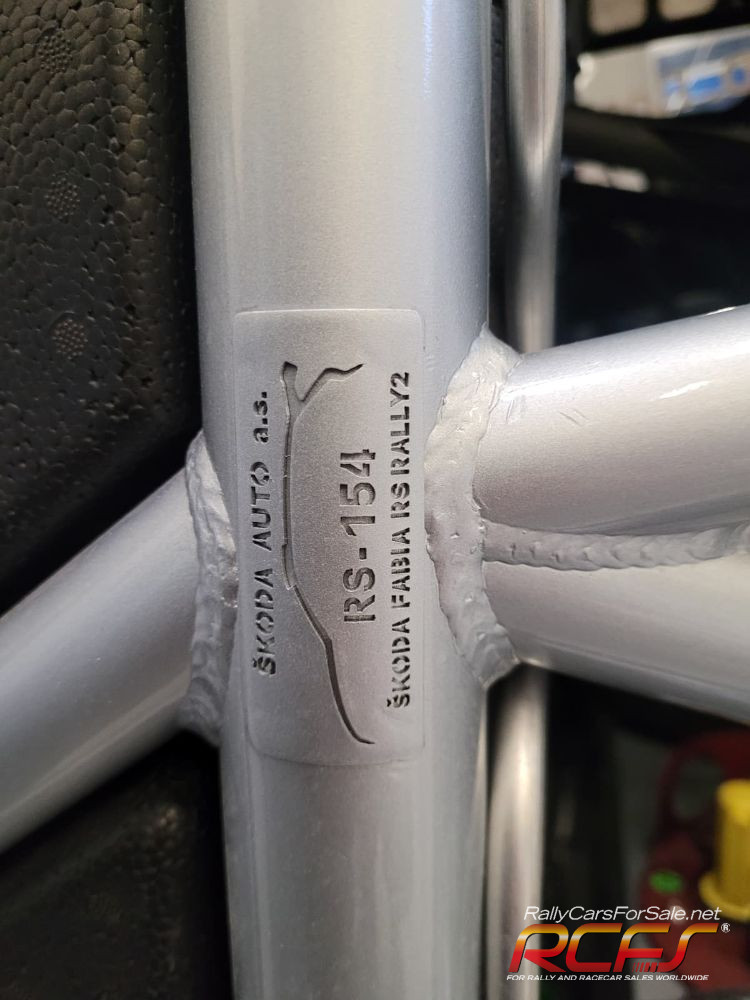 ŠKODA AUTO a.s.
RS-154
ŠKODA FABIA RS RALLY2
RallyCarsForSale.net
RCFS®
FOR RALLY AND RACECAR SALES WORLDWIDE